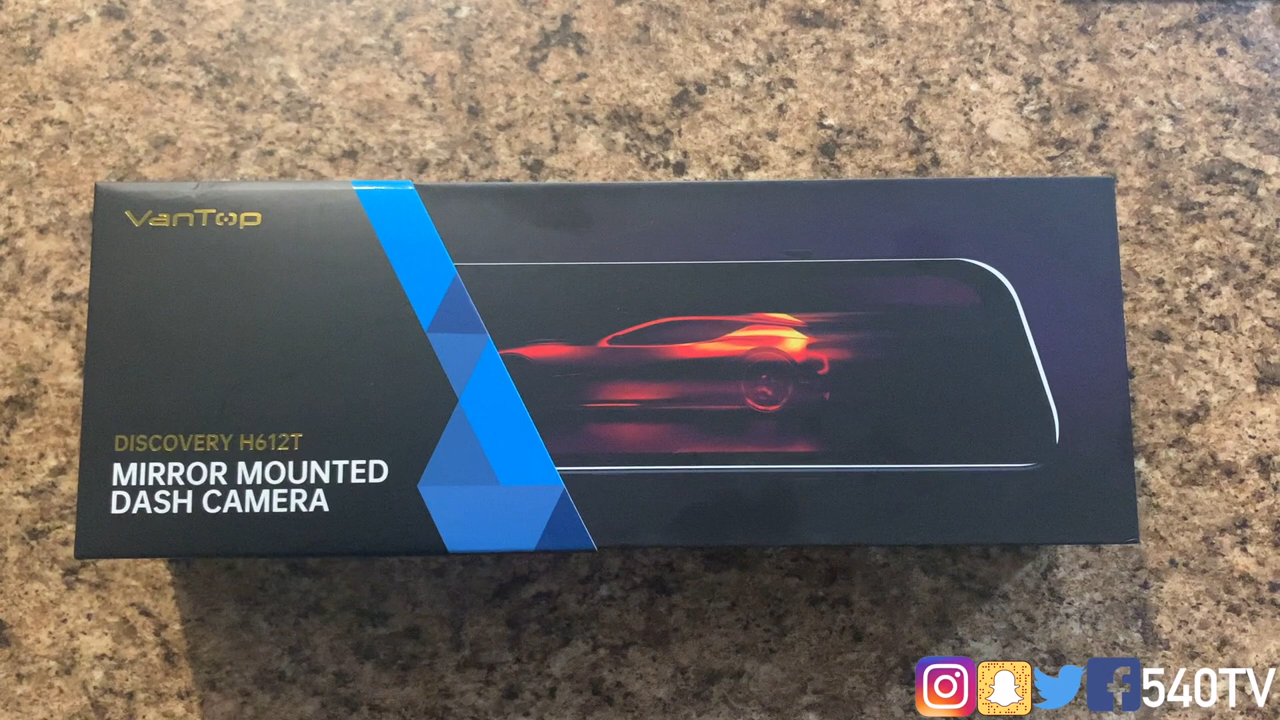 VanTop
DISCOVERY H612T
MIRROR MOUNTED
DASH CAMERA
540TV